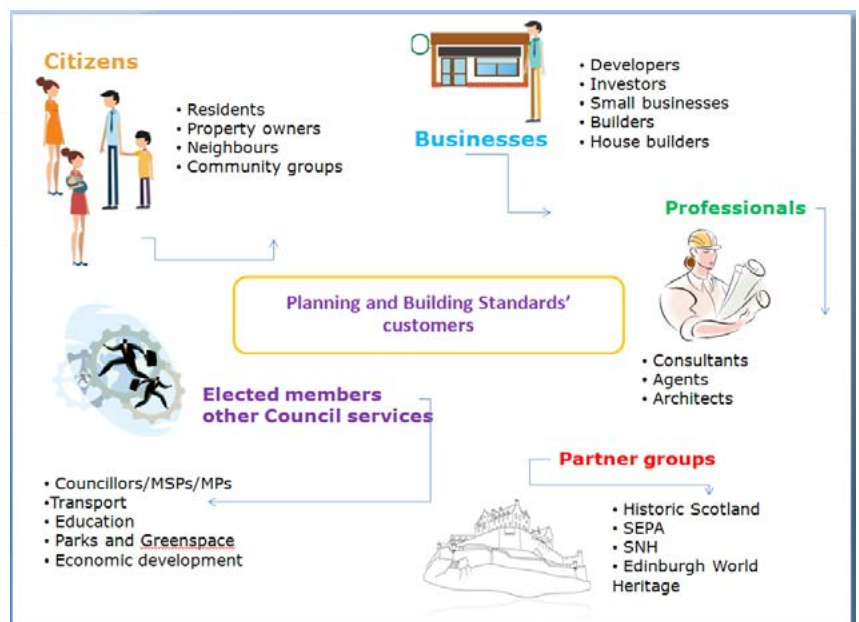 Citizens
• Residents
• Property owners
• Neighbours
• Community groups
Businesses
• Developers
• Investors
• Small businesses
• Builders
• House builders
Professionals
• Consultants
• Agents
• Architects
Planning and Building Standards’
customers
Elected members
other Council services
• Councillors/MSPs/MPs
•Transport
• Education
• Parks and Greenspace
• Economic development
Partner groups
• Historic Scotland
• SEPA
• SNH
• Edinburgh World
Heritage